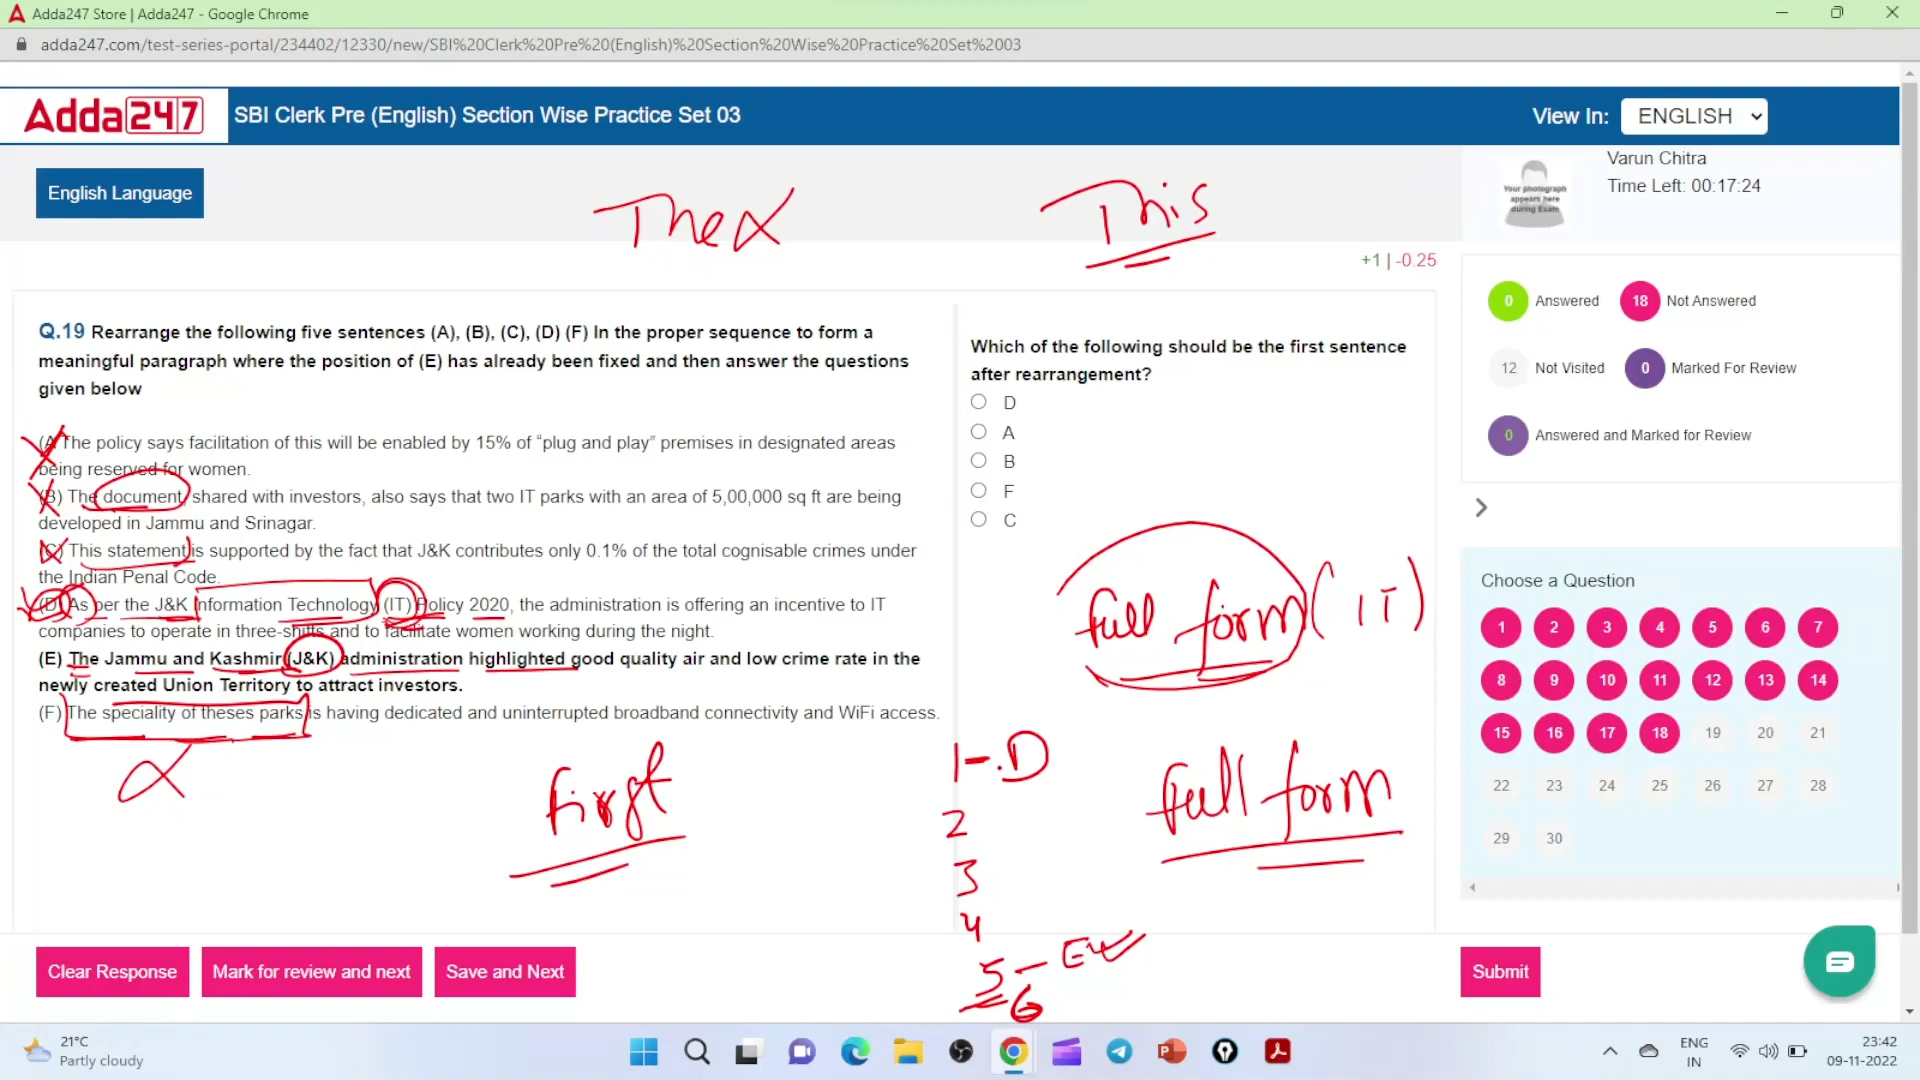 Adda247 Store | Adda247 - Google Chrome
adda247.com/test-series-portal/234402/12330/new/SBI%20Clerk%20Pre%20(English)%20Section%20Wise%20Practice%20Set%2003
Adda247
SBI Clerk Pre (English) Section Wise Practice Set 03
View In: ENGLISH
English Language
The
This
Your photograph appears here during Exam
Varun Chitra
Time Left: 00:17:24
+1 | -0.25
Q.19 Rearrange the following five sentences (A), (B), (C), (D) (F) In the proper sequence to form a
meaningful paragraph where the position of (E) has already been fixed and then answer the questions
given below
(A) The policy says facilitation of this will be enabled by 15% of “plug and play” premises in designated areas
being reserved for women.
(B) The document, shared with investors, also says that two IT parks with an area of 5,00,000 sq ft are being
developed in Jammu and Srinagar.
(C) This statement is supported by the fact that J&K contributes only 0.1% of the total cognisable crimes under
the Indian Penal Code.
(D) As per the J&K Information Technology (IT) Policy 2020, the administration is offering an incentive to IT
companies to operate in three-shifts and to facilitate women working during the night.
(E) The Jammu and Kashmir (J&K) administration highlighted good quality air and low crime rate in the
newly created Union Territory to attract investors.
(F) The speciality of theses parks is having dedicated and uninterrupted broadband connectivity and WiFi access.
first
Which of the following should be the first sentence
after rearrangement?
D
A
B
F
C
full form (IT)
full form
1-.D
2
3
4
5 - E
6
0 Answered
18 Not Answered
12 Not Visited
0 Marked For Review
0 Answered and Marked for Review
Choose a Question
1 2 3 4 5 6 7
8 9 10 11 12 13 14
15 16 17 18 19 20 21
22 23 24 25 26 27 28
29 30
Clear Response
Mark for review and next
Save and Next
Submit
21°C
Partly cloudy
ENG
IN
23:42
09-11-2022